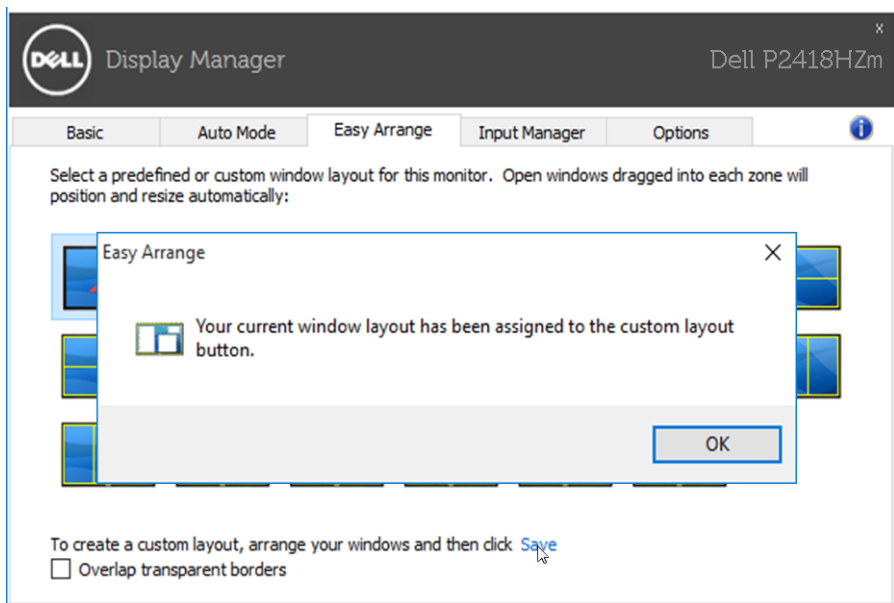 x
DELL Display Manager Dell P2418HZm
Basic Auto Mode Easy Arrange Input Manager Options i
Select a predefined or custom window layout for this monitor. Open windows dragged into each zone will
position and resize automatically:
Easy Arrange
Your current window layout has been assigned to the custom layout
button.
OK
To create a custom layout, arrange your windows and then click Save
Overlap transparent borders